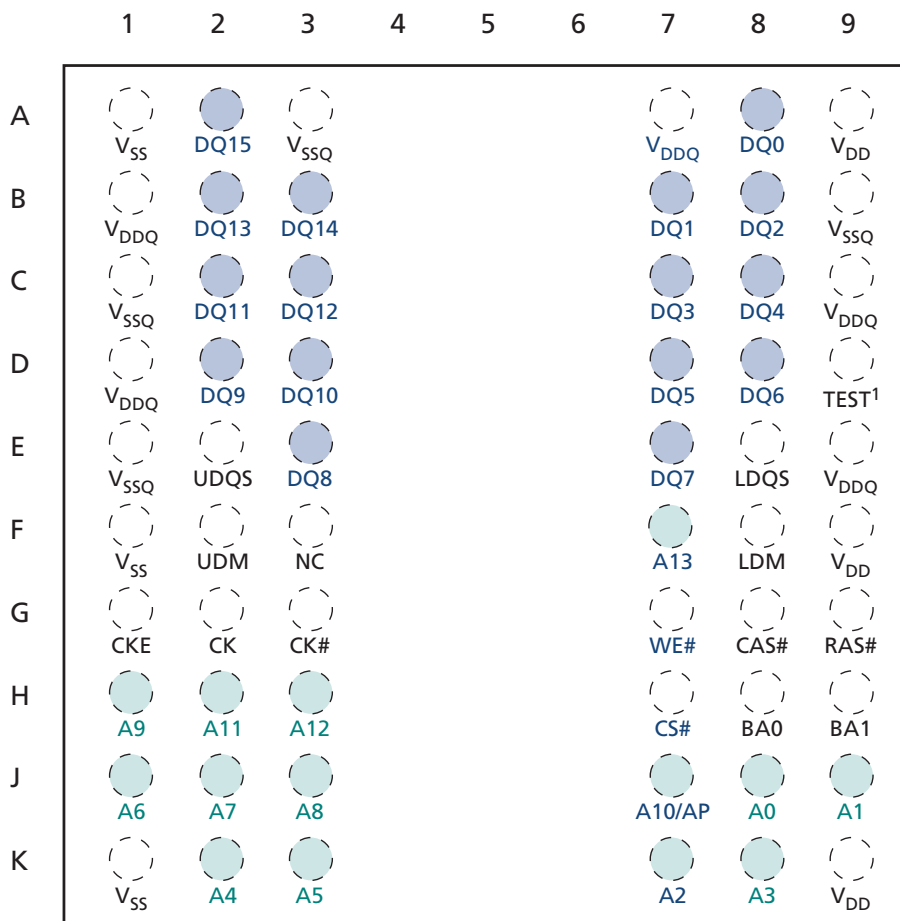 1 2 3 4 5 6 7 8 9
A
VSS DQ15 VSSQ VDDQ DQ0 VDD
B
VDDQ DQ13 DQ14 DQ1 DQ2 VSSQ
C
VSSQ DQ11 DQ12 DQ3 DQ4 VDDQ
D
VDDQ DQ9 DQ10 DQ5 DQ6 TEST1
E
VSSQ UDQS DQ8 DQ7 LDQS VDDQ
F
VSS UDM NC A13 LDM VDD
G
CKE CK CK# WE# CAS# RAS#
H
A9 A11 A12 CS# BA0 BA1
J
A6 A7 A8 A10/AP A0 A1
K
VSS A4 A5 A2 A3 VDD